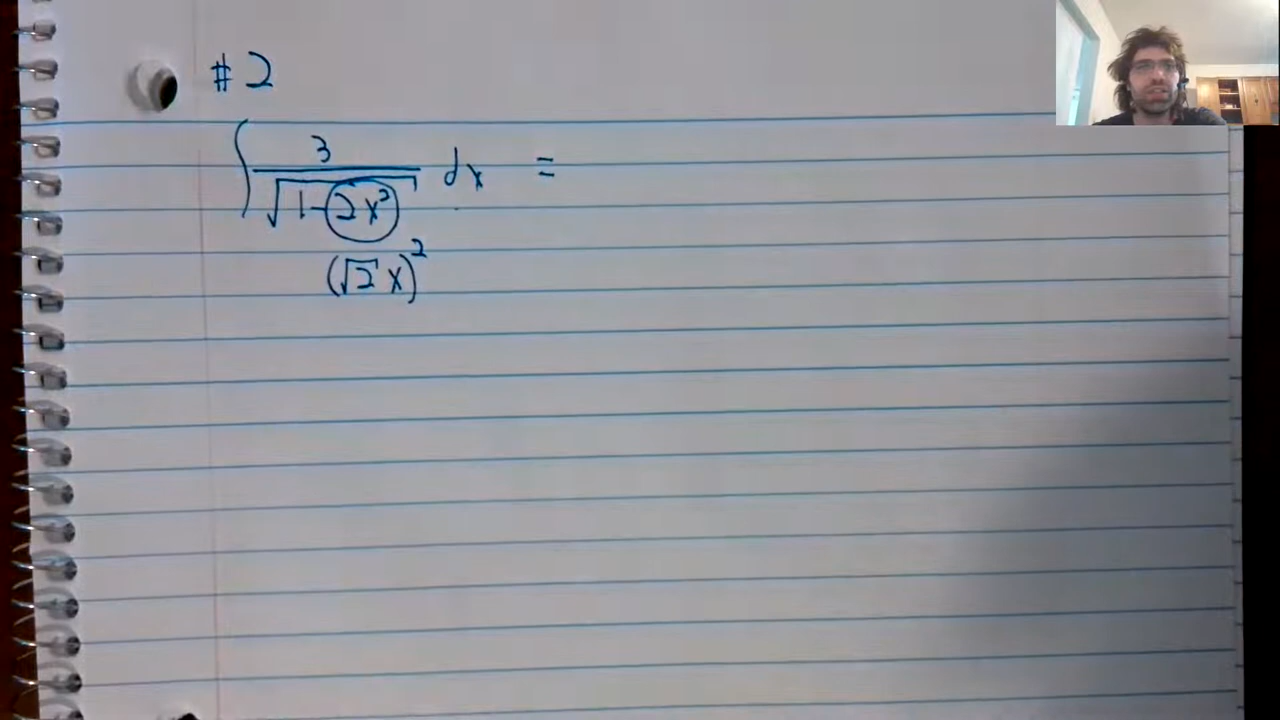 #2
∫ 3/√(1-2x²) dx =
(√2 x)²